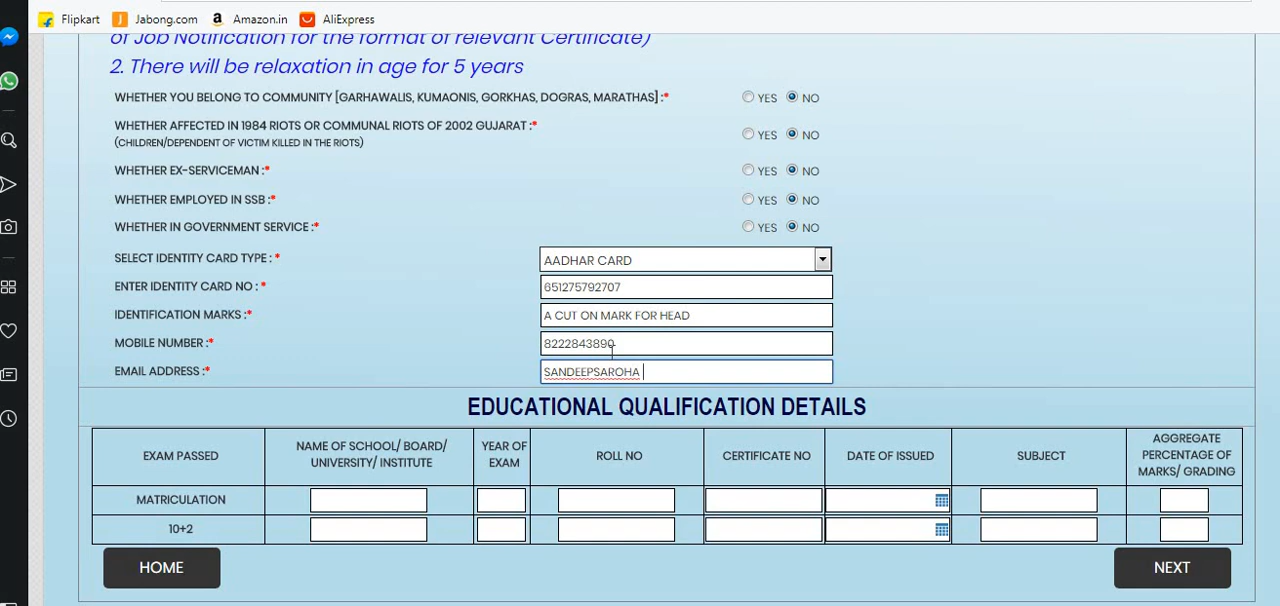 Flipkart Jabong.com Amazon.in AliExpress
of Job Notification for the format of relevant Certificate)
2. There will be relaxation in age for 5 years
WHETHER YOU BELONG TO COMMUNITY [GARHAWALIS, KUMAONIS, GORKHAS, DOGRAS, MARATHAS] :* YES NO
WHETHER AFFECTED IN 1984 RIOTS OR COMMUNAL RIOTS OF 2002 GUJARAT :* YES NO
(CHILDREN/DEPENDENT OF VICTIM KILLED IN THE RIOTS)
WHETHER EX-SERVICEMAN :* YES NO
WHETHER EMPLOYED IN SSB :* YES NO
WHETHER IN GOVERNMENT SERVICE :* YES NO
SELECT IDENTITY CARD TYPE : * AADHAR CARD
ENTER IDENTITY CARD NO : * 651275792707
IDENTIFICATION MARKS :* A CUT ON MARK FOR HEAD
MOBILE NUMBER :* 8222843890
EMAIL ADDRESS :* SANDEEPSAROHA
EDUCATIONAL QUALIFICATION DETAILS
EXAM PASSED
NAME OF SCHOOL/ BOARD/
UNIVERSITY/ INSTITUTE
YEAR OF
EXAM
ROLL NO
CERTIFICATE NO
DATE OF ISSUED
SUBJECT
AGGREGATE
PERCENTAGE OF
MARKS/ GRADING
MATRICULATION
10+2
HOME NEXT